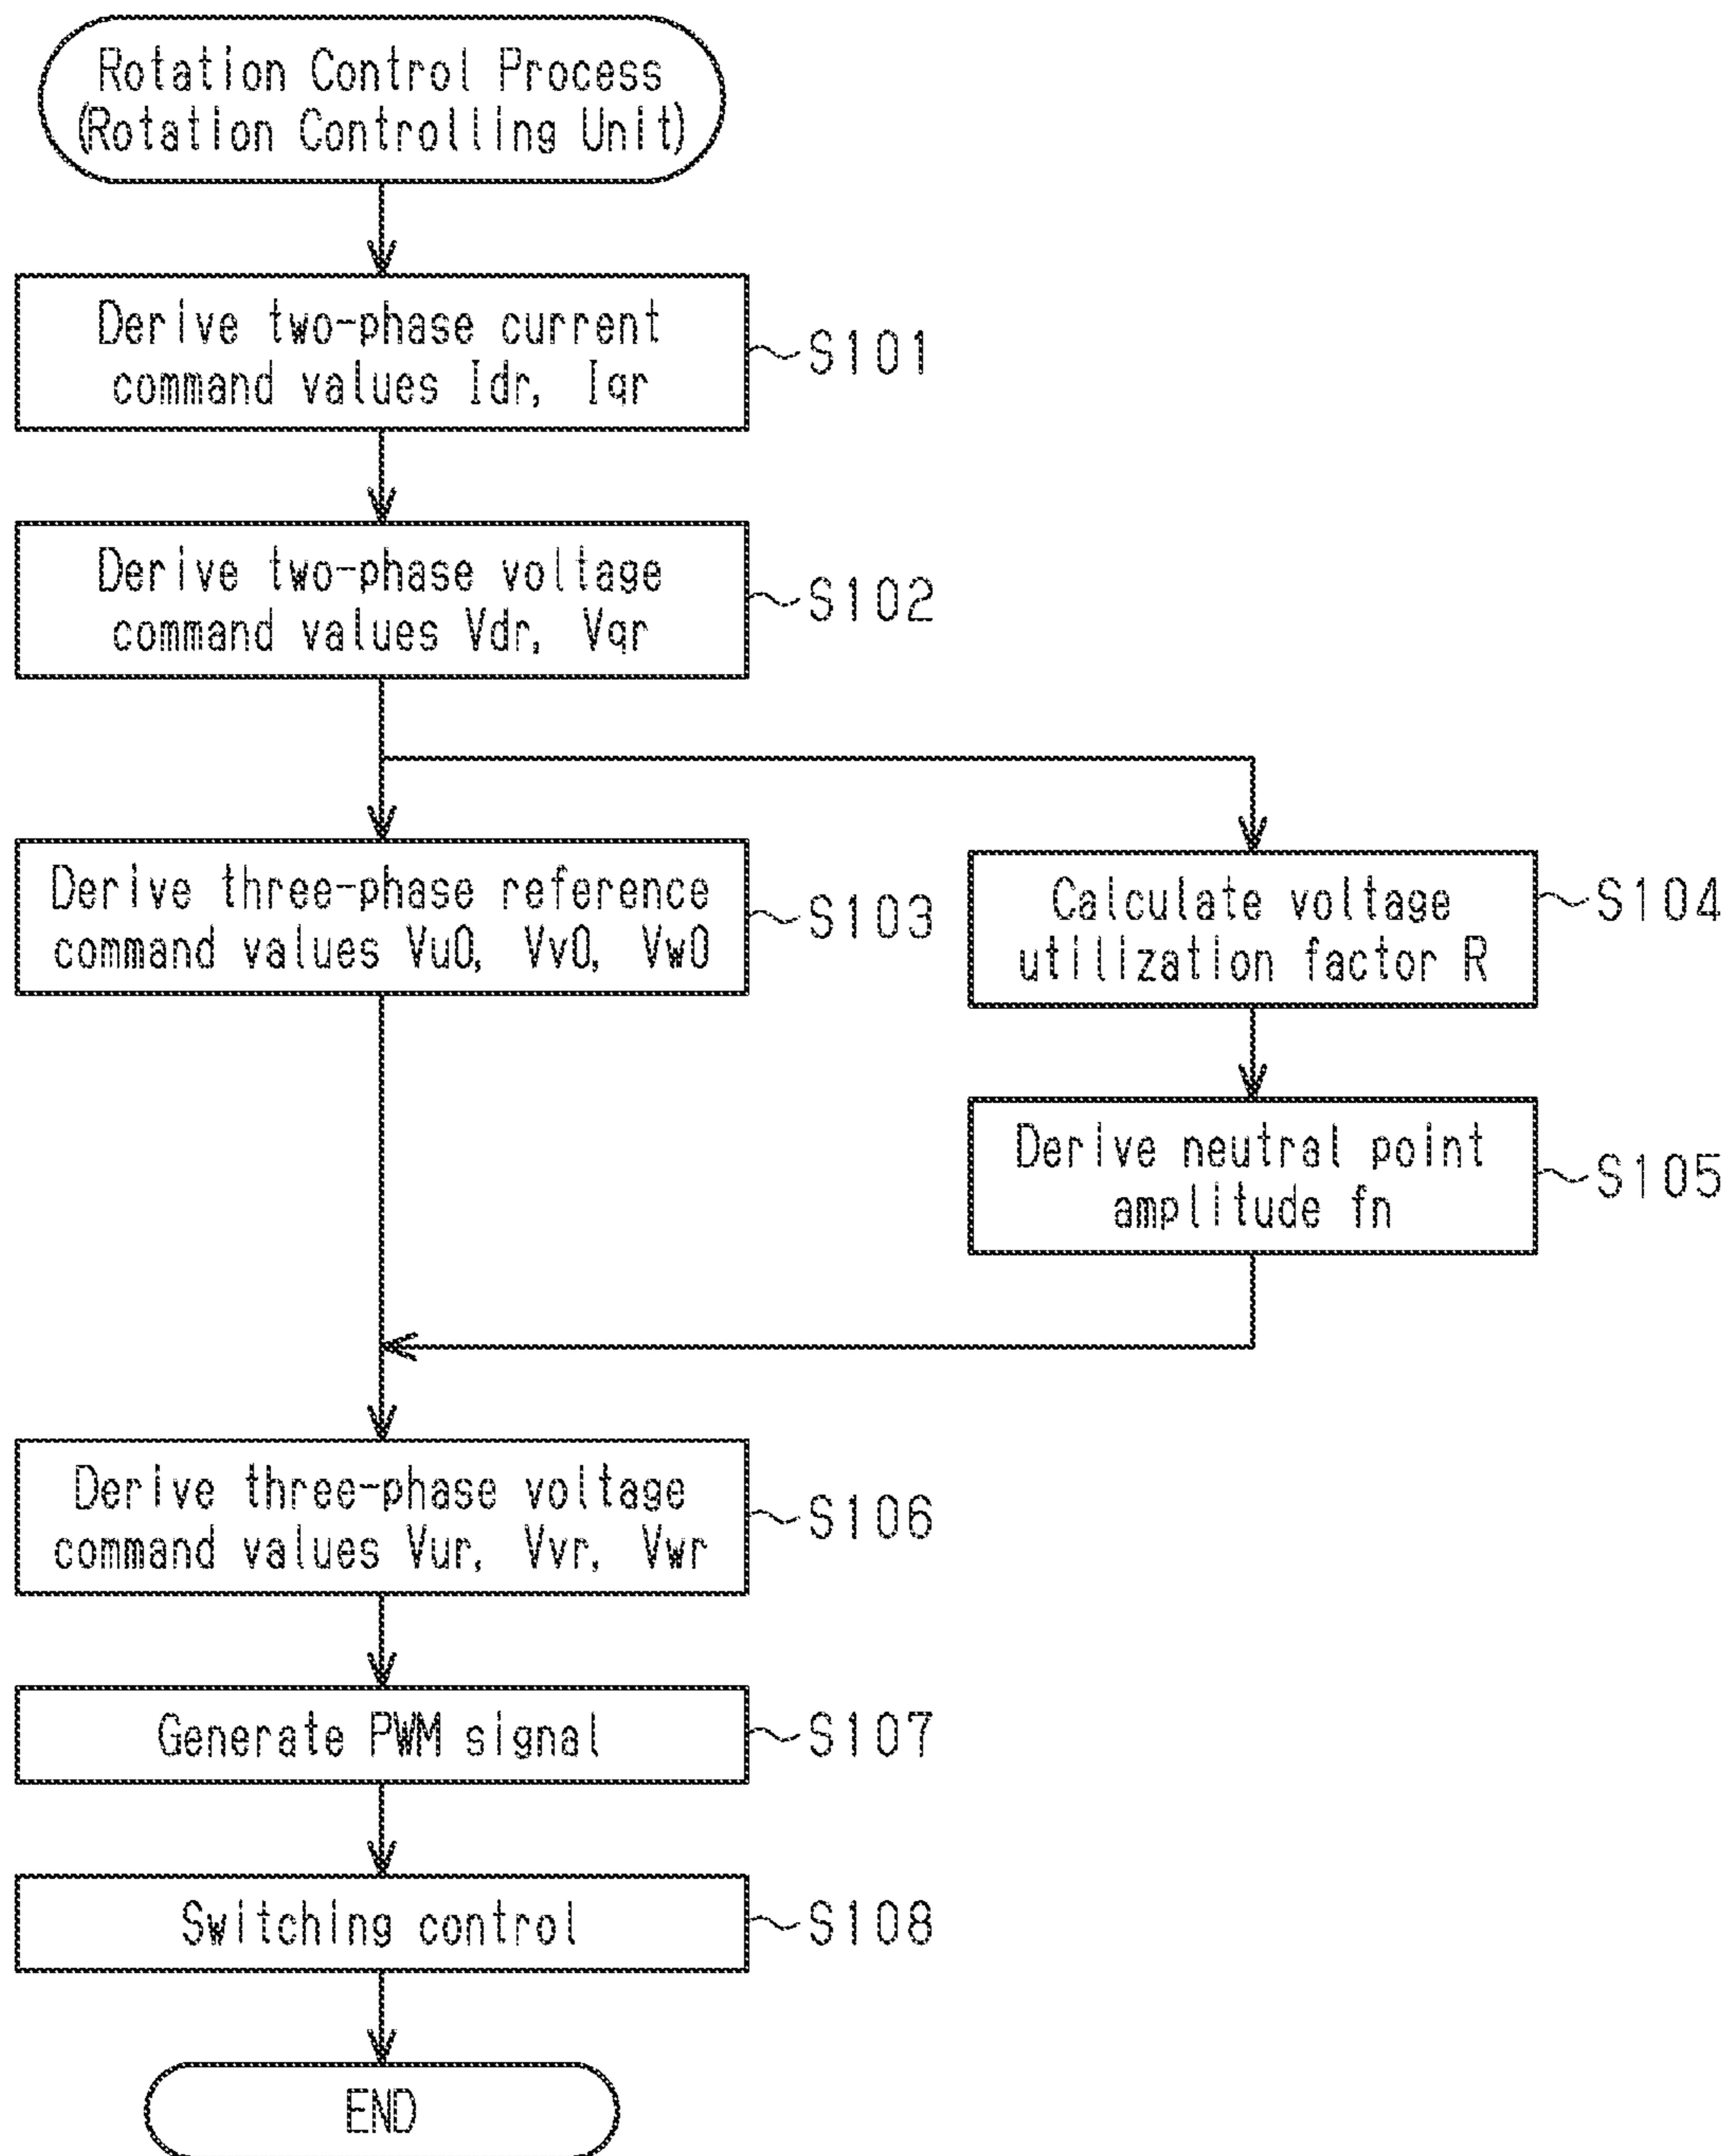 Rotation Control Process
(Rotation Controlling Unit)
Derive two-phase current
command values Idr, Iqr
S101
Derive two-phase voltage
command values Vdr, Vqr
S102
Derive three-phase reference
command values Vu0, Vv0, Vw0
S103
Calculate voltage
utilization factor R
S104
Derive neutral point
amplitude fn
S105
Derive three-phase voltage
command values Vur, Vvr, Vwr
S106
Generate PWM signal
S107
Switching control
S108
END